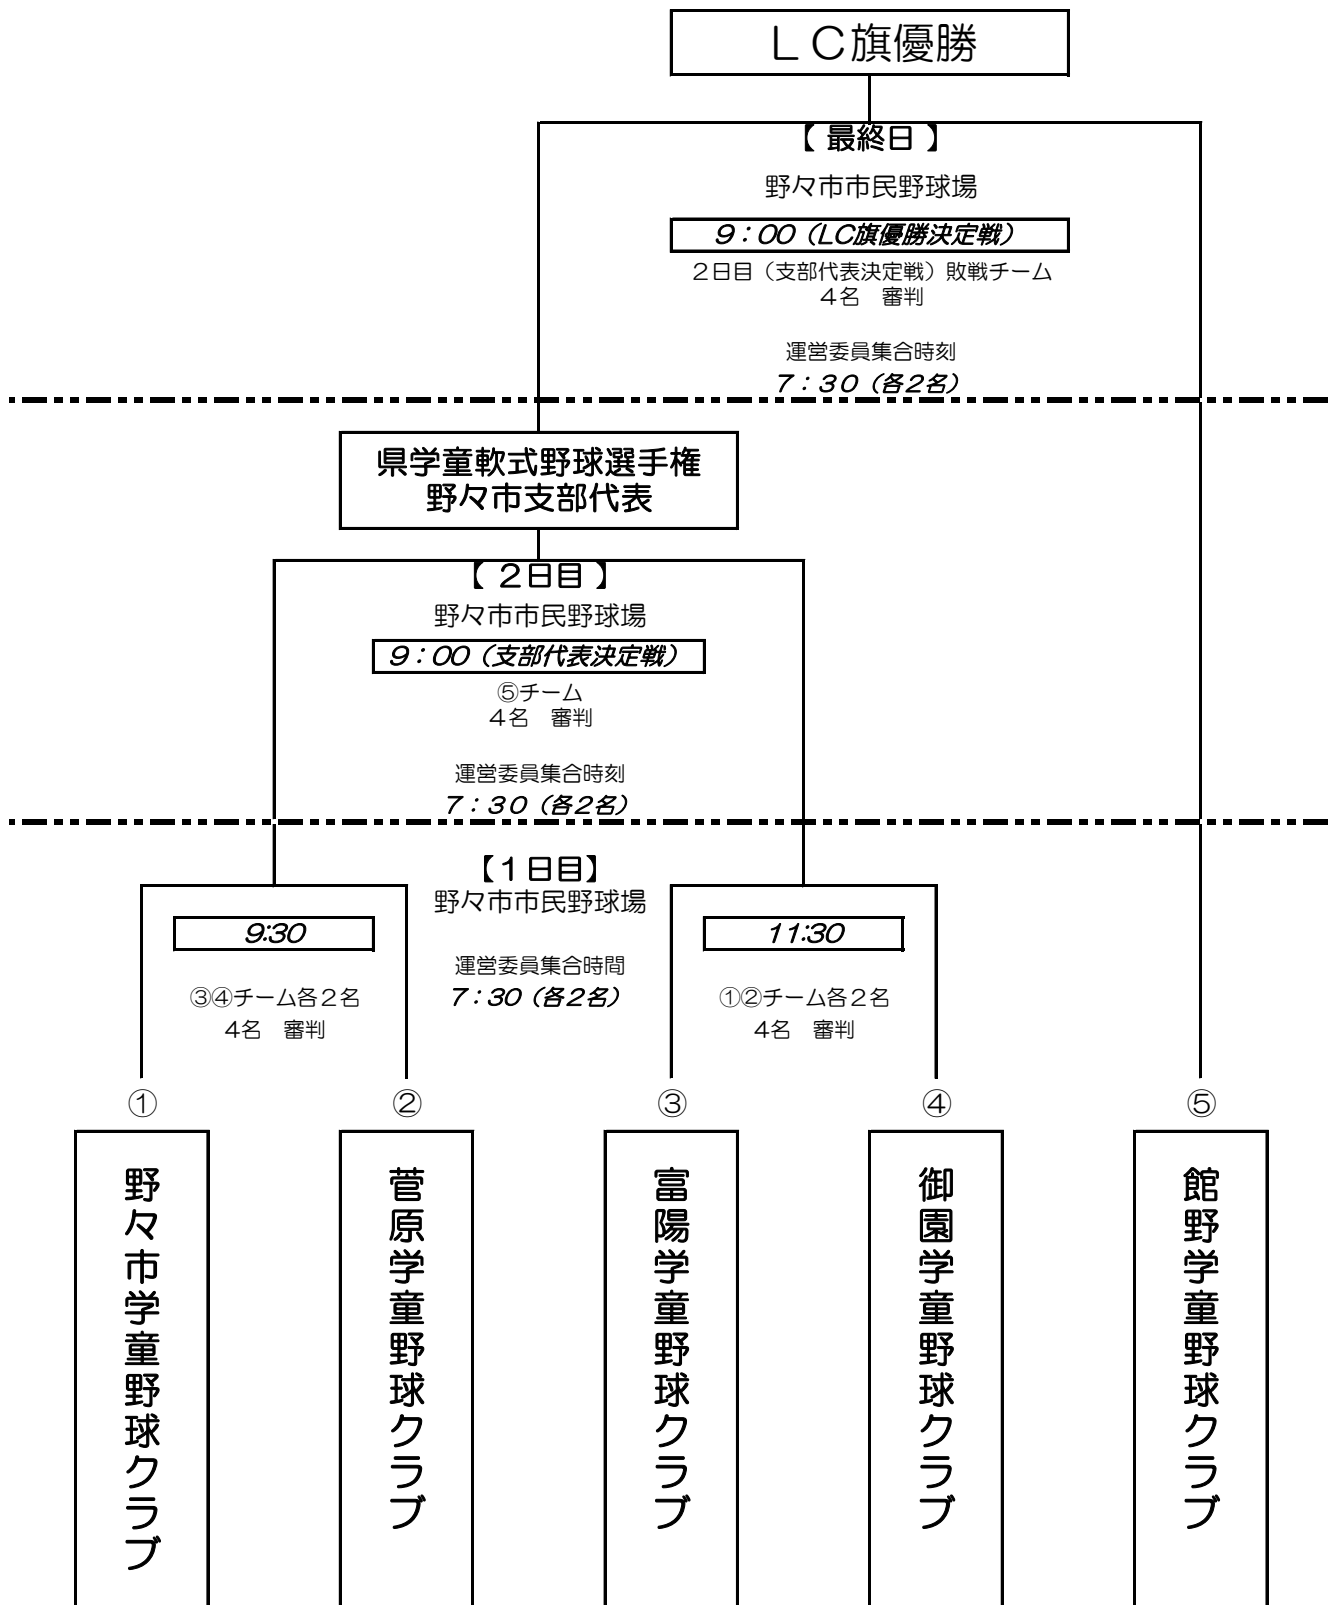 ＬＣ旗優勝
【 最終日 】
野々市市民野球場
９：００（LC旗優勝決定戦）
２日目（支部代表決定戦）敗戦チーム
４名　審判
運営委員集合時刻
７：３０（各２名）
県学童軟式野球選手権
野々市支部代表
【 ２日目 】
野々市市民野球場
９：００（支部代表決定戦）
⑤チーム
４名　審判
運営委員集合時刻
７：３０（各２名）
【１日目】
野々市市民野球場
運営委員集合時間
７：30（各２名）
9:30
③④チーム各２名
４名　審判
11:30
①②チーム各２名
４名　審判
①
②
③
④
⑤
野々市学童野球クラブ
菅原学童野球クラブ
富陽学童野球クラブ
御園学童野球クラブ
館野学童野球クラブ